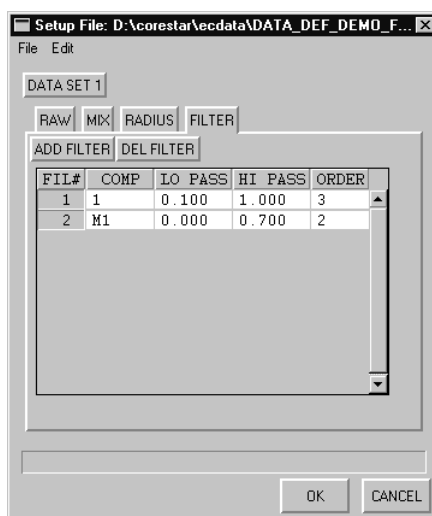 Setup File: D:\corestar\ecdata\DATA_DEF_DEMO_F...
File Edit
DATA SET 1
RAW MIX RADIUS FILTER
ADD FILTER DEL FILTER
FIL# COMP LO PASS HI PASS ORDER
1 1 0.100 1.000 3
2 M1 0.000 0.700 2
OK CANCEL